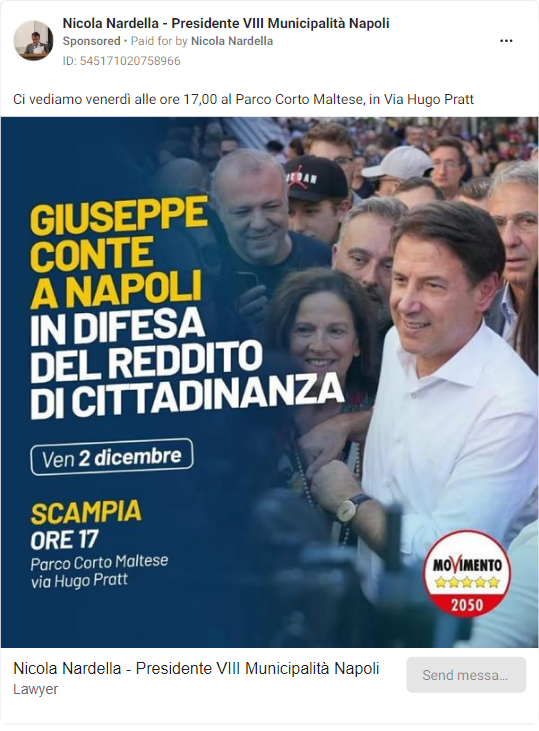 Nicola Nardella - Presidente VIII Municipalità Napoli
Sponsored • Paid for by Nicola Nardella
ID: 545171020758966
Ci vediamo venerdì alle ore 17,00 al Parco Corto Maltese, in Via Hugo Pratt
GIUSEPPE
CONTE
A NAPOLI
IN DIFESA
DEL REDDITO
DI CITTADINANZA
Ven 2 dicembre
SCAMPIA
ORE 17
Parco Corto Maltese
via Hugo Pratt
MOVIMENTO
2050
Nicola Nardella - Presidente VIII Municipalità Napoli
Lawyer
Send messa...